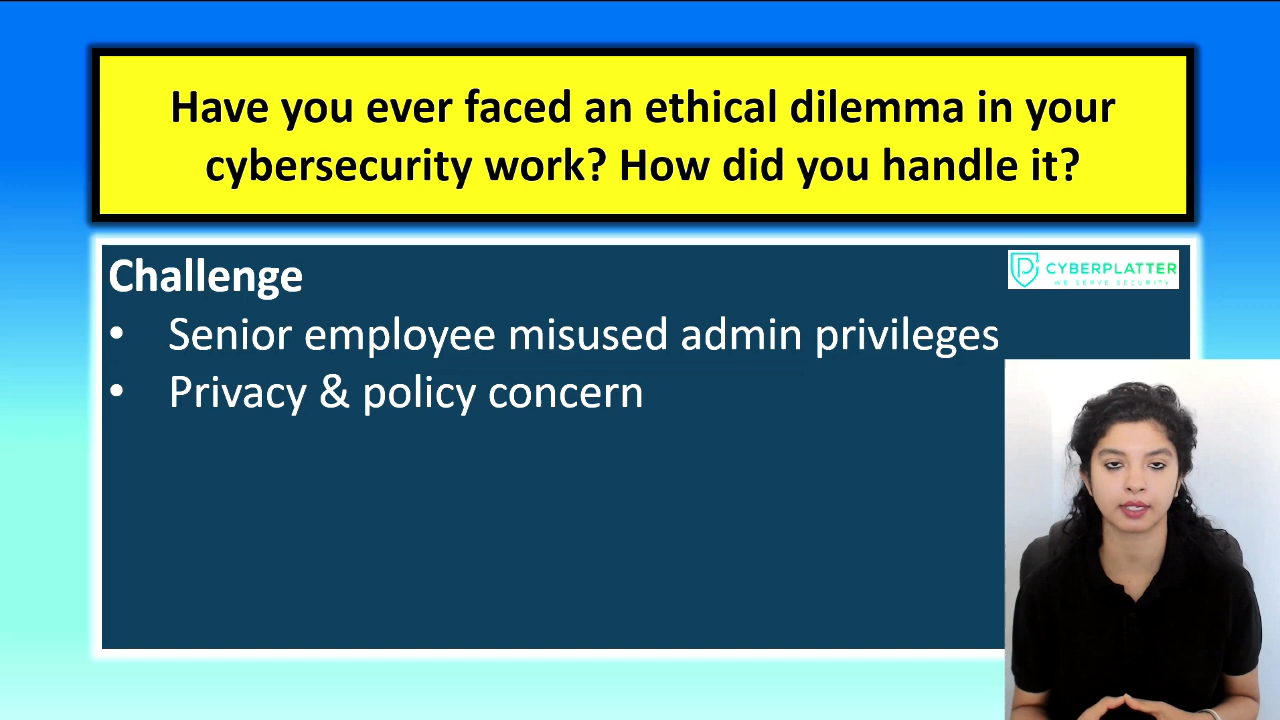 Have you ever faced an ethical dilemma in your
cybersecurity work? How did you handle it?
Challenge
CYBERPLATTER
WE SERVE SECURITY
• Senior employee misused admin privileges
• Privacy & policy concern